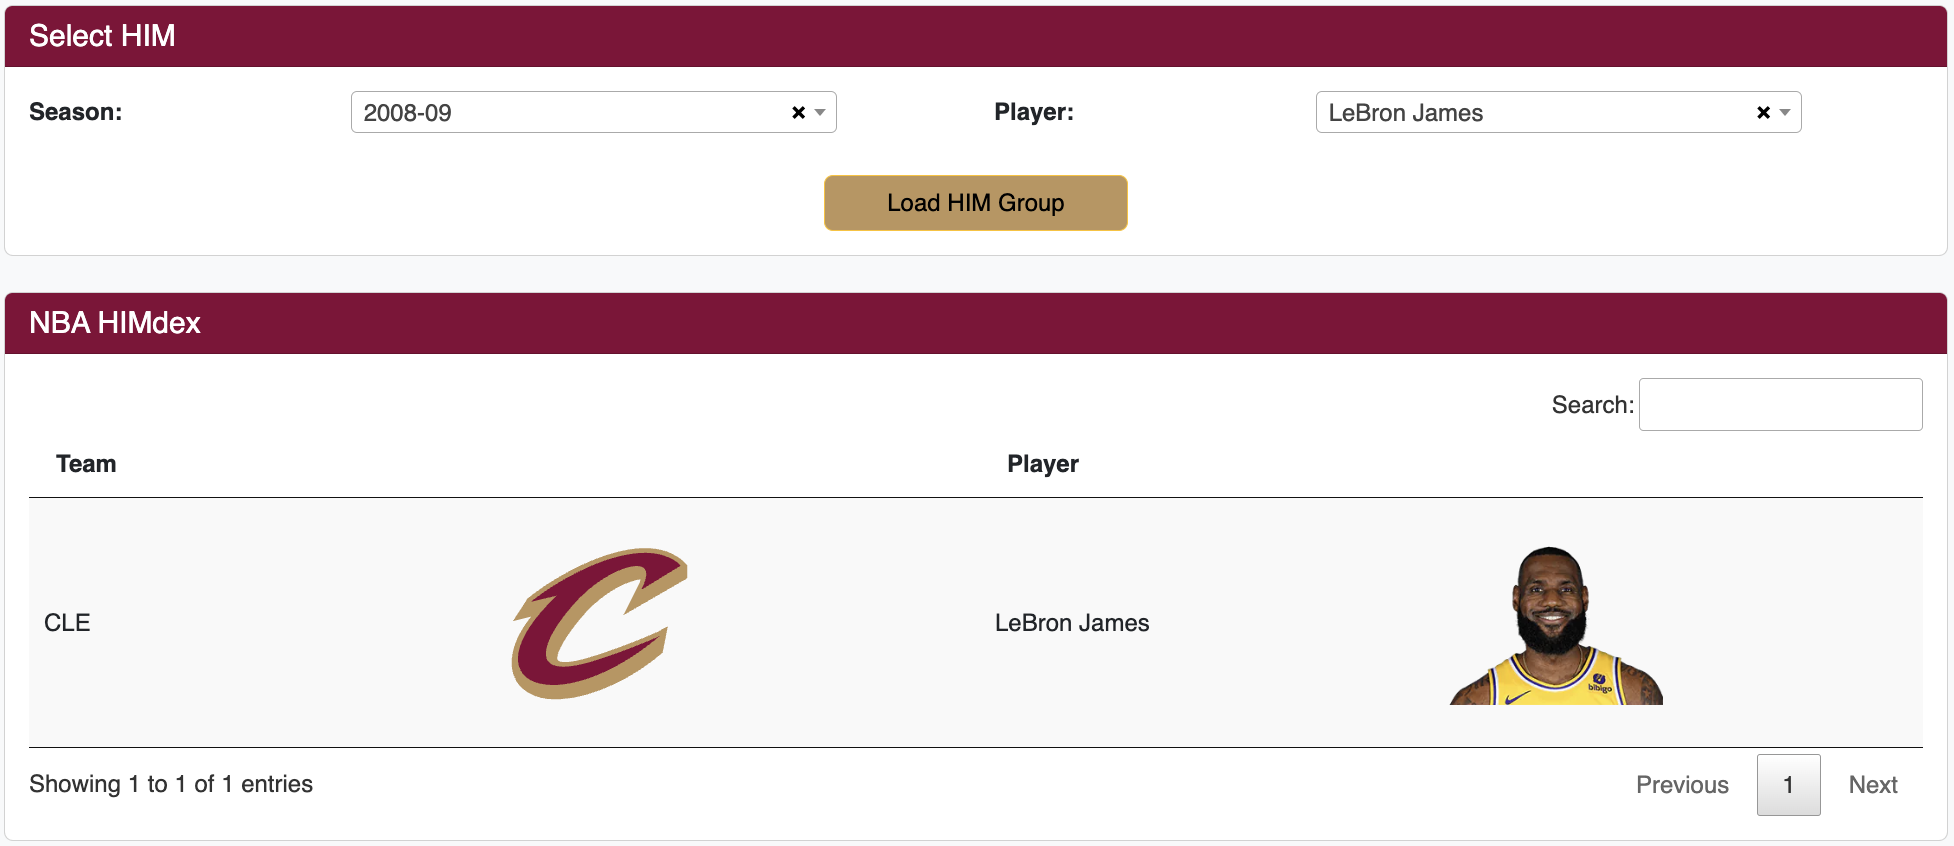 Select HIM
Season: 2008-09 × Player: LeBron James ×
Load HIM Group
NBA HIMdex
Search:
Team Player
CLE C LeBron James
bibigo
Showing 1 to 1 of 1 entries Previous 1 Next